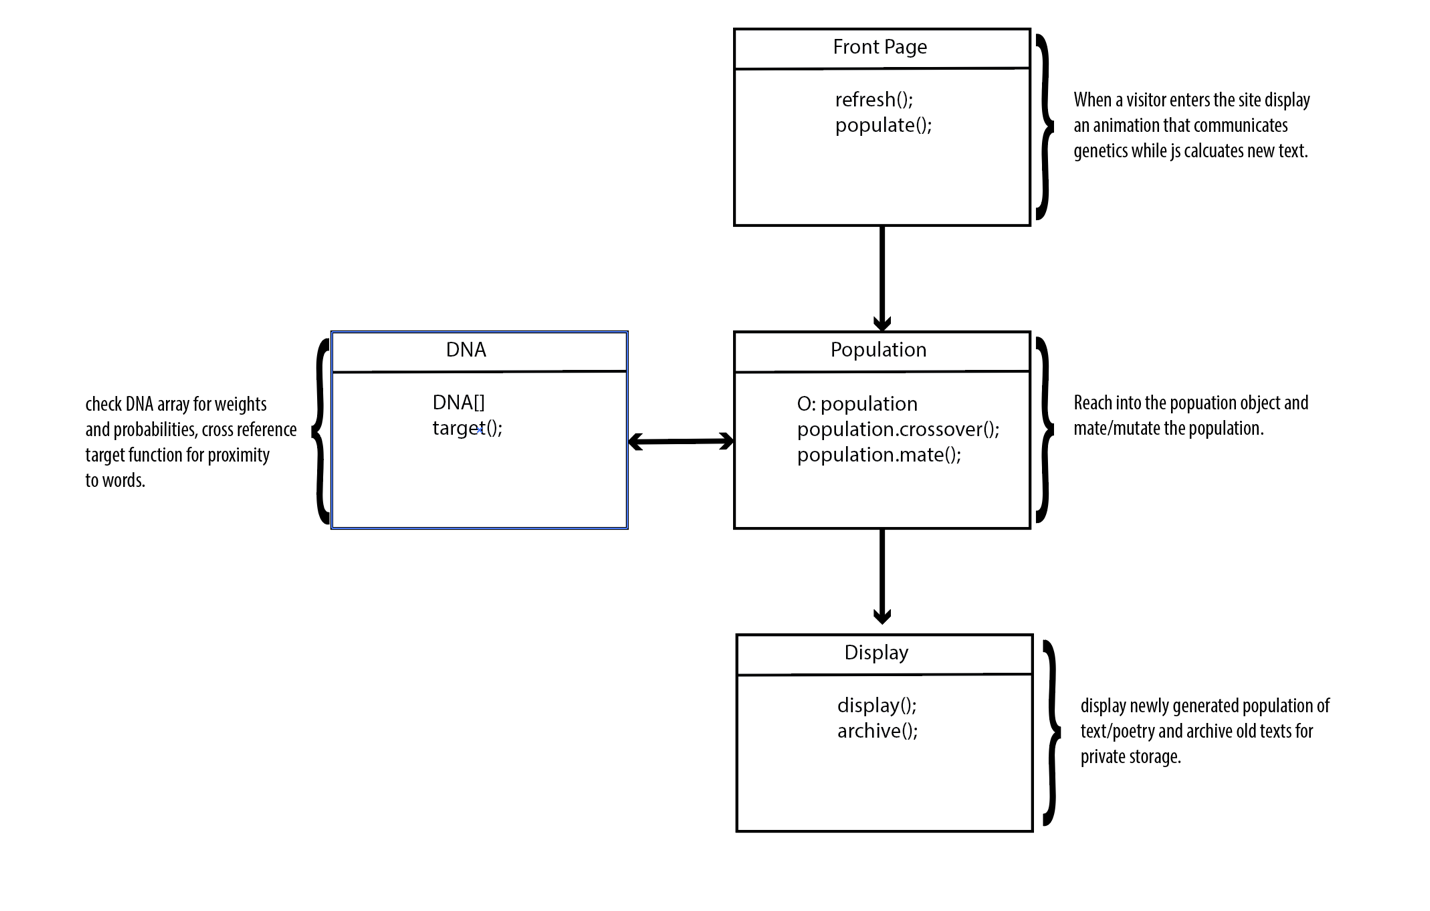 Front Page
refresh();
populate();
When a visitor enters the site display
an animation that communicates
genetics while js calcuates new text.
DNA
DNA[]
target();
check DNA array for weights
and probabilities, cross reference
target function for proximity
to words.
Population
O: population
population.crossover();
population.mate();
Reach into the popuation object and
mate/mutate the population.
Display
display();
archive();
display newly generated population of
text/poetry and archive old texts for
private storage.